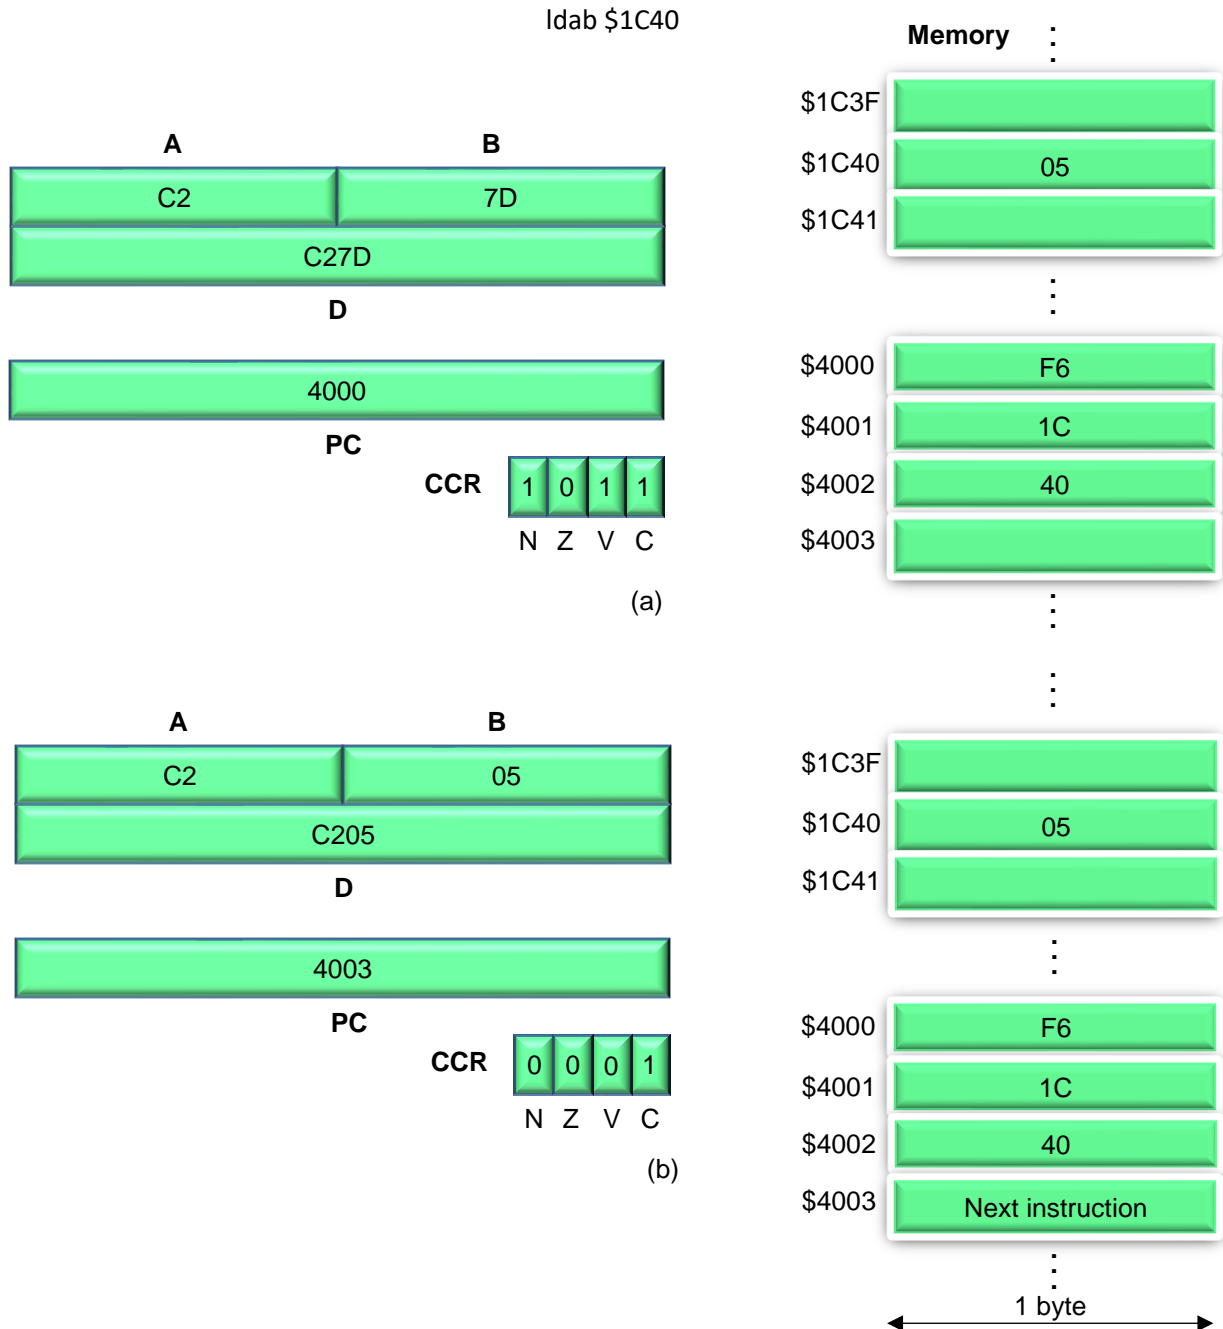 ldab $1C40
Memory
A B
C2 7D
C27D
D
4000
PC
CCR 1 0 1 1
N Z V C
(a)
$1C3F
$1C40 05
$1C41
$4000 F6
$4001 1C
$4002 40
$4003
A B
C2 05
C205
D
4003
PC
CCR 0 0 0 1
N Z V C
(b)
$1C3F
$1C40 05
$1C41
$4000 F6
$4001 1C
$4002 40
$4003 Next instruction
1 byte